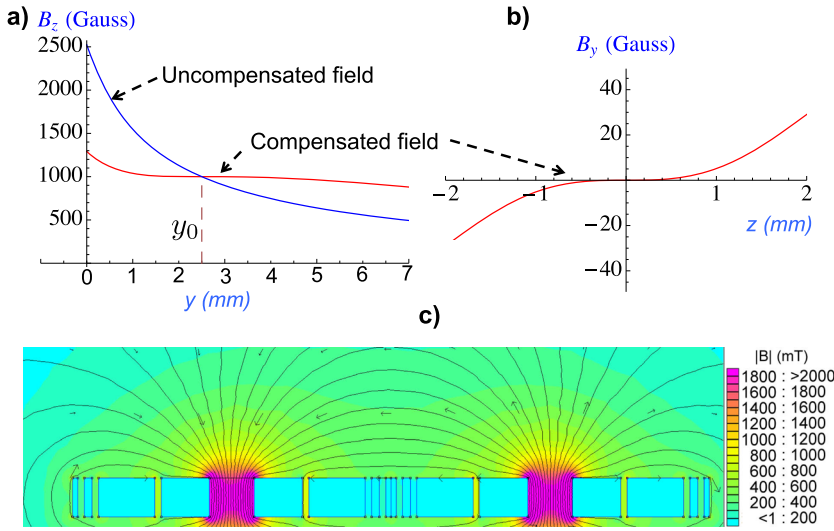 a)
B_z (Gauss)
2500
2000
1500
1000
500
Uncompensated field
Compensated field
y_0
0 1 2 3 4 5 6 7
y (mm)
b)
B_y (Gauss)
40
20
−20
−40
−2 −1 0 1 2
z (mm)
c)
|B| (mT)
1800 : >2000
1600 : 1800
1400 : 1600
1200 : 1400
1000 : 1200
800 : 1000
600 : 800
400 : 600
200 : 400
<1 : 200